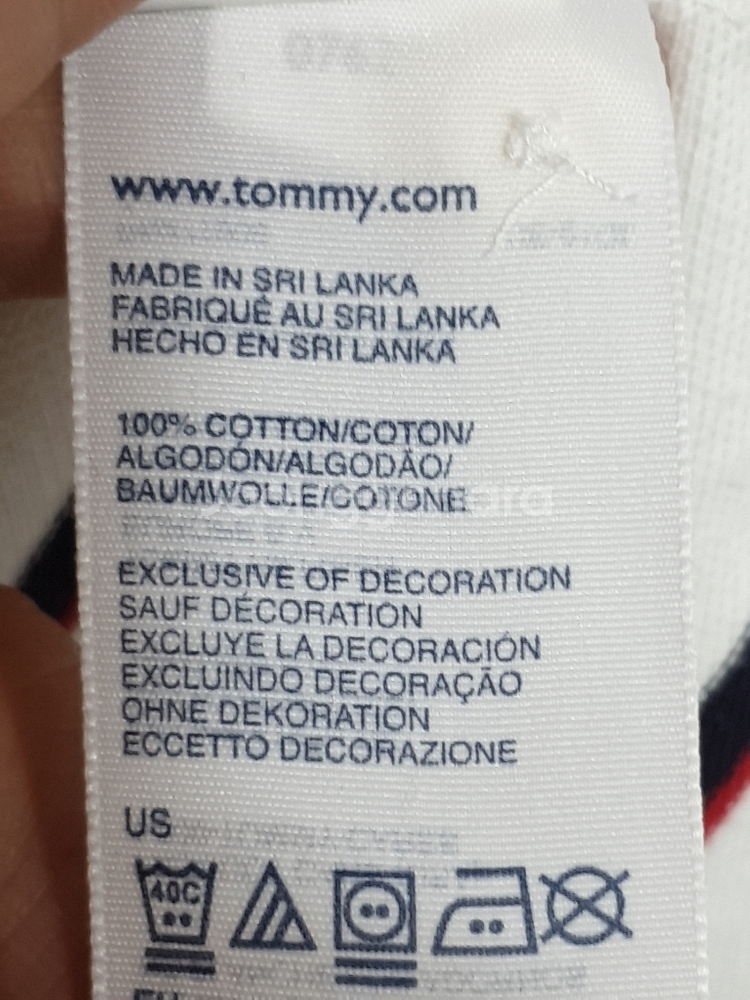 www.tommy.com
MADE IN SRI LANKA
FABRIQUÉ AU SRI LANKA
HECHO EN SRI LANKA
100% COTTON/COTON/
ALGODÓN/ALGODÃO/
BAUMWOLLE/COTONE
EXCLUSIVE OF DECORATION
SAUF DÉCORATION
EXCLUYE LA DECORACIÓN
EXCLUINDO DECORAÇÃO
OHNE DEKORATION
ECCETTO DECORAZIONE
US
40C